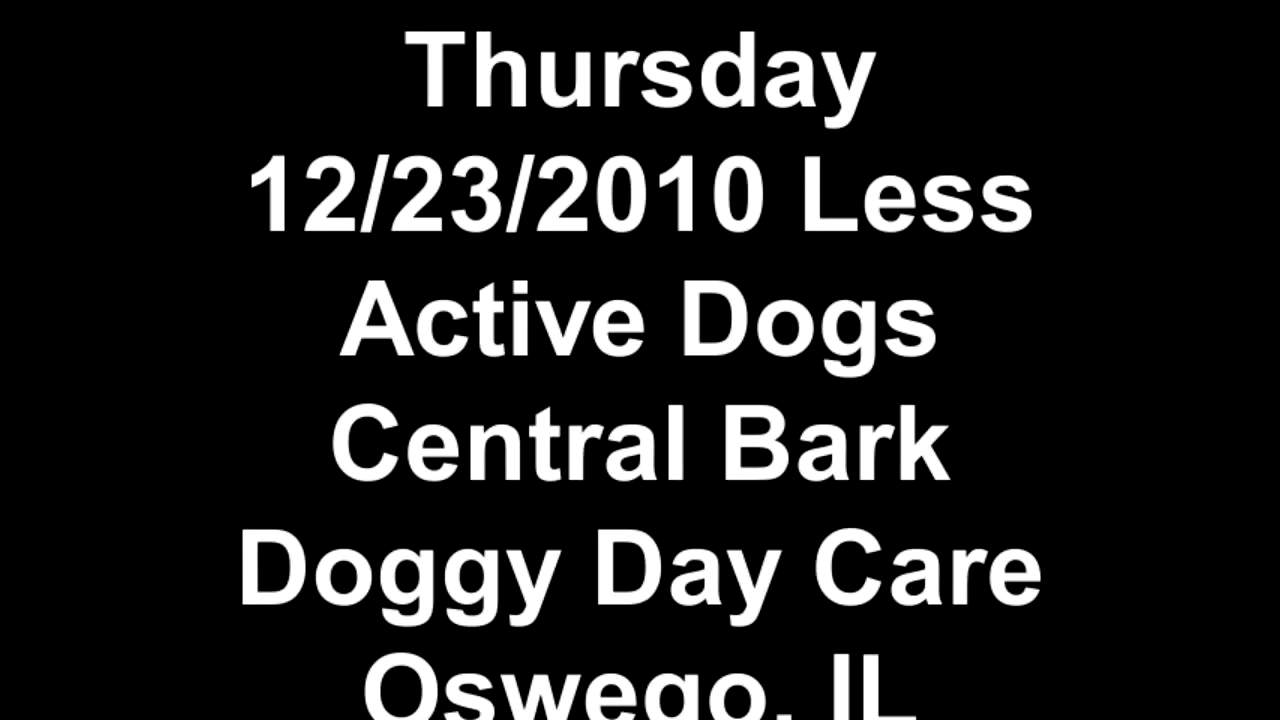 Thursday
12/23/2010 Less
Active Dogs
Central Bark
Doggy Day Care
Oswego, IL